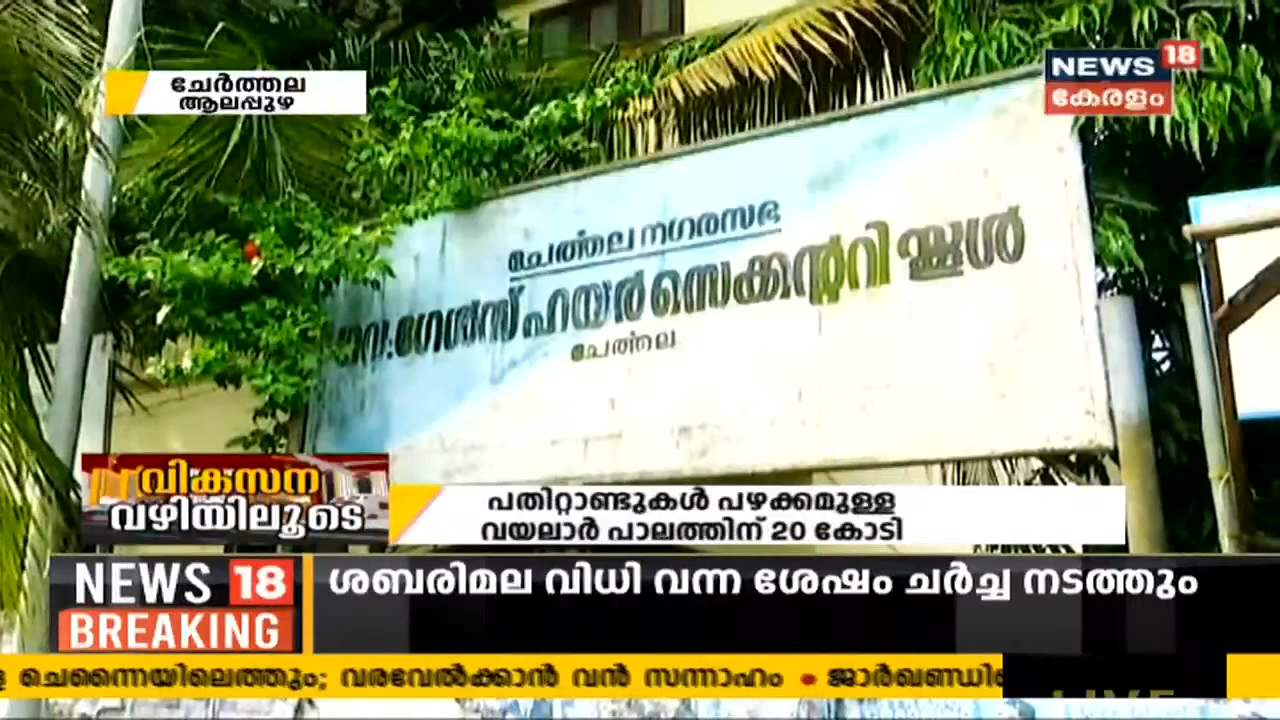 ചേർത്തല
ആലപ്പുഴ
NEWS 18
കേരളം
ചേർത്തല നഗരസഭ
ഗവ:ഗേൾസ് ഹയർ സെക്കന്ററി സ്കൂൾ
ചേർത്തല
വികസന
വഴിയിലൂടെ
പതിറ്റാണ്ടുകൾ പഴക്കമുള്ള
വയലാർ പാലത്തിന് 20 കോടി
NEWS 18
BREAKING
ശബരിമല വിധി വന്ന ശേഷം ചർച്ച നടത്തും
ചെന്നൈയിലെത്തും; വരവേൽക്കാൻ വൻ സന്നാഹം • ജാർഖണ്ഡിൽ